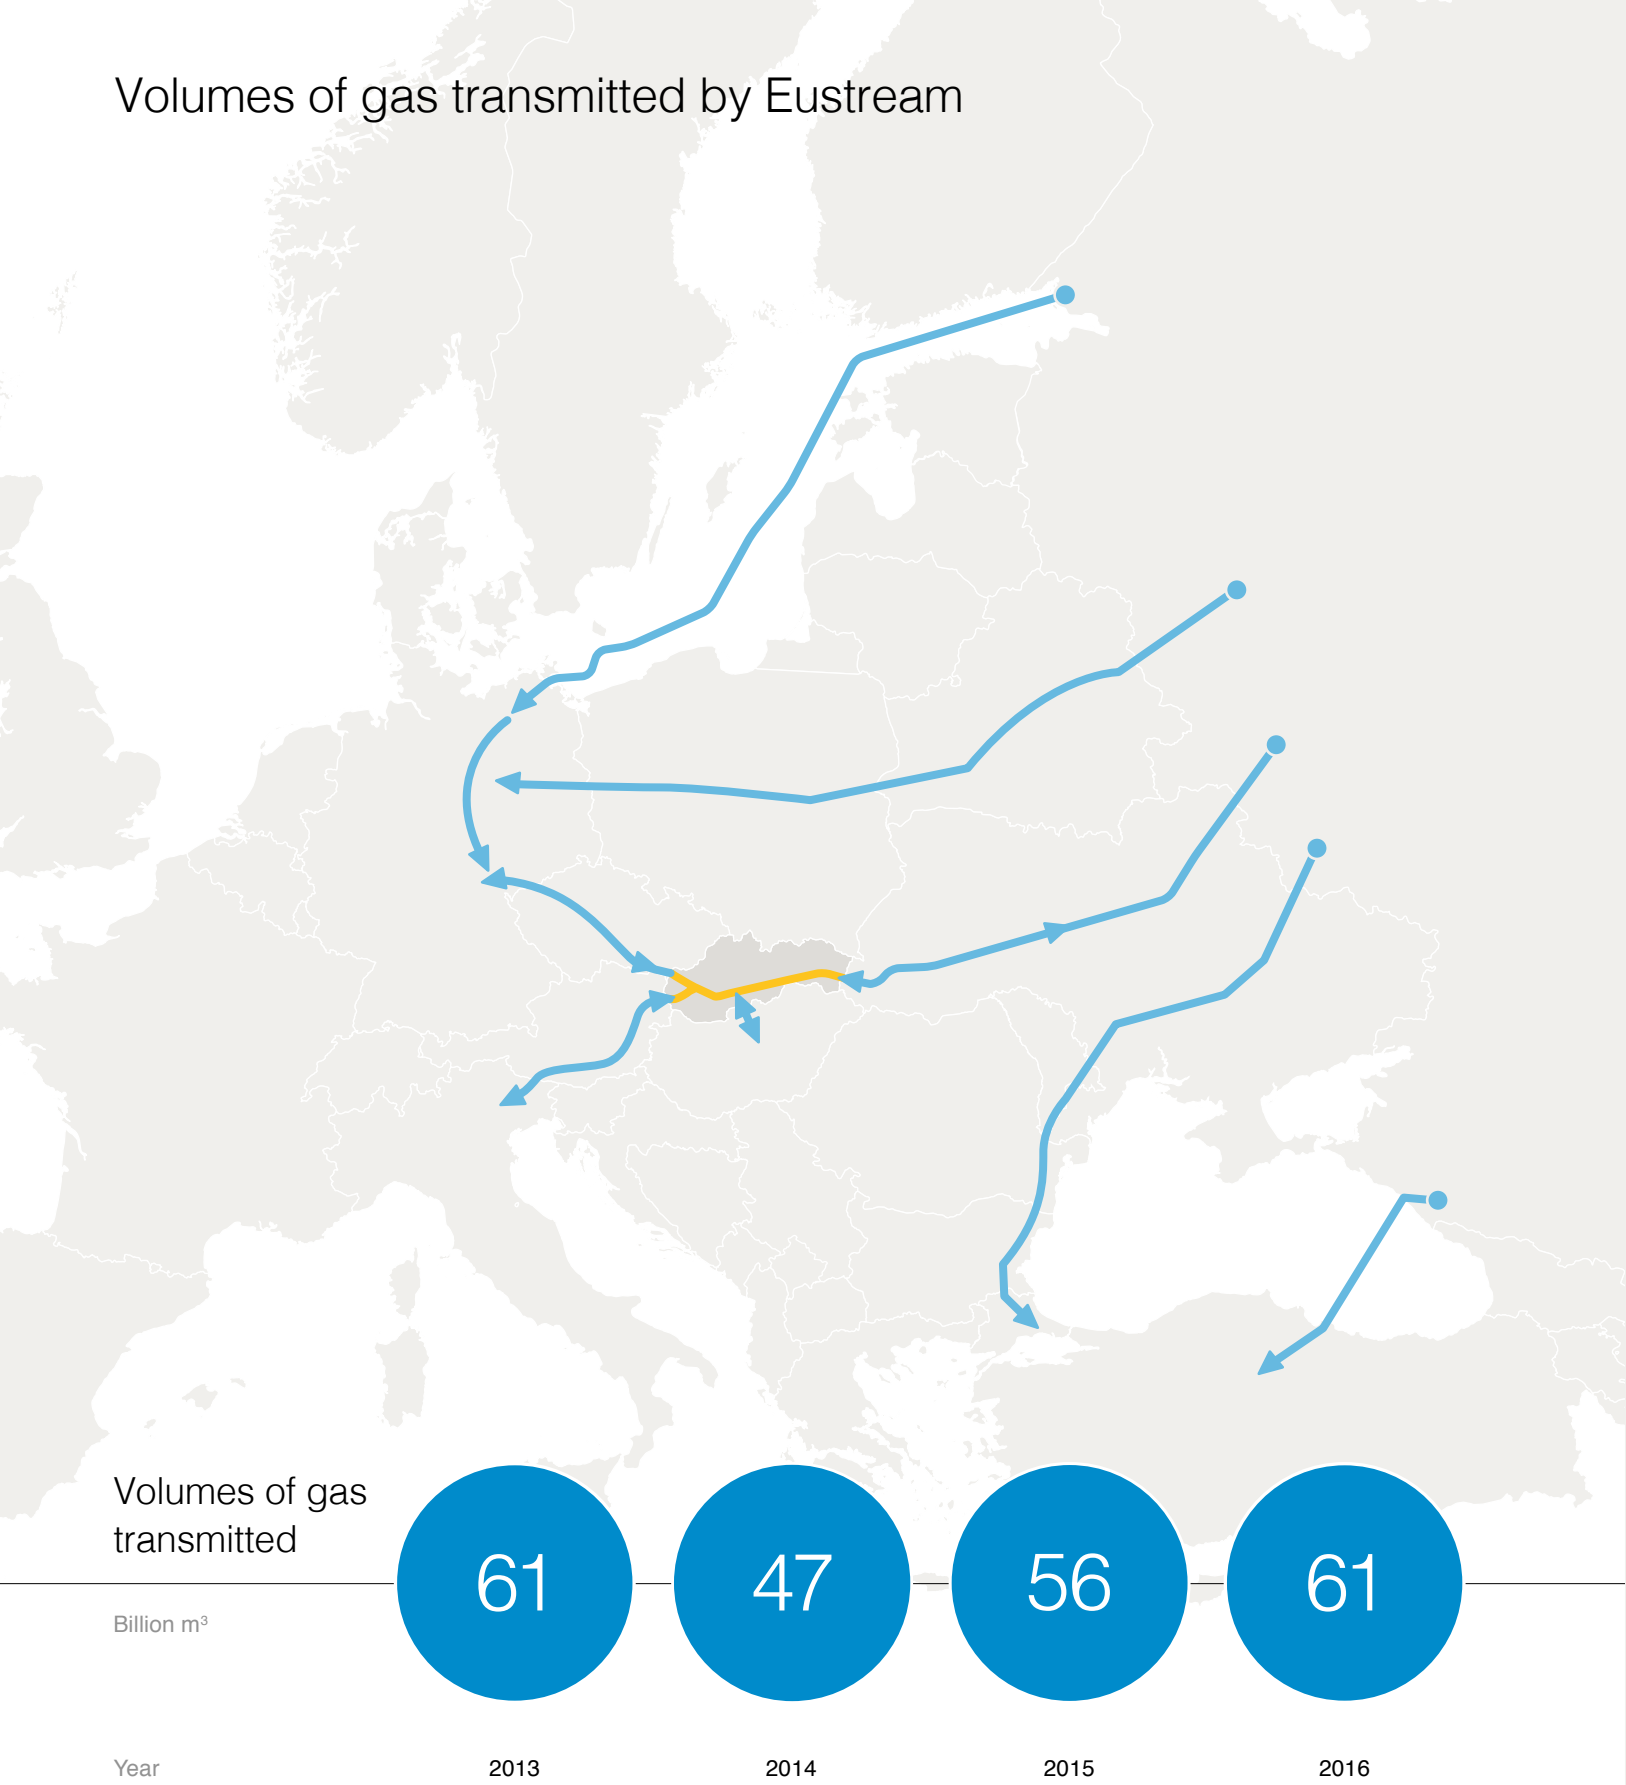 Volumes of gas transmitted by Eustream
Volumes of gas
transmitted
61 47 56 61
Billion m³
Year 2013 2014 2015 2016